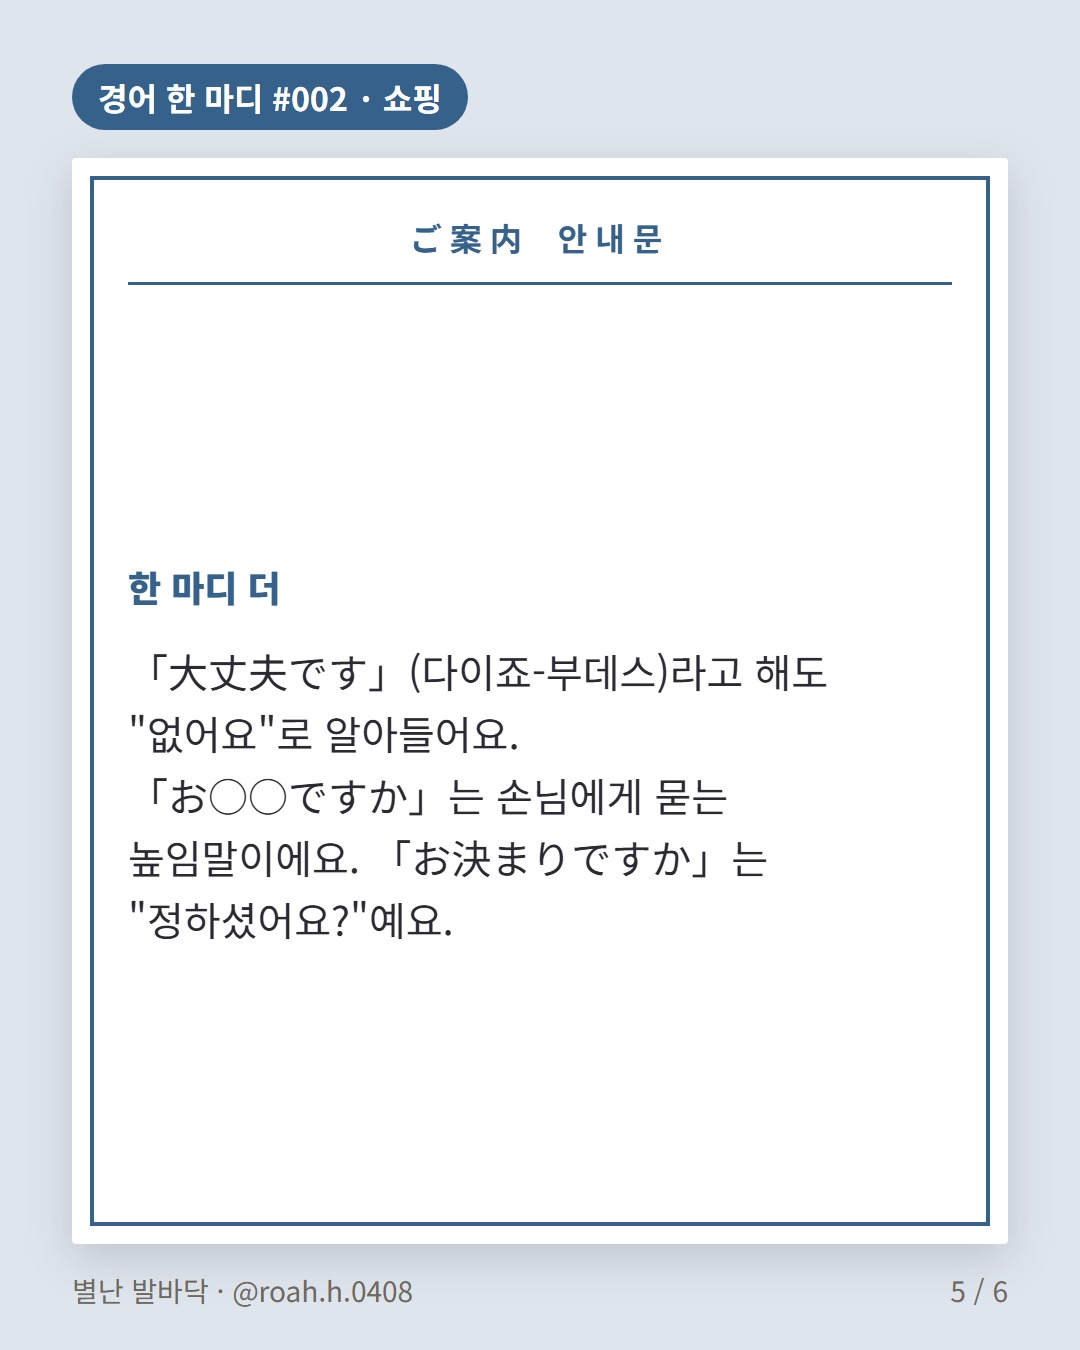 경어 한 마디 #002 · 쇼핑
ご案内 안내문
한 마디 더
「大丈夫です」(다이죠-부데스)라고 해도
"없어요"로 알아들어요.
「お◯◯ですか」는 손님에게 묻는
높임말이에요. 「お決まりですか」는
"정하셨어요?"예요.
별난 발바닥 · @roah.h.0408
5 / 6